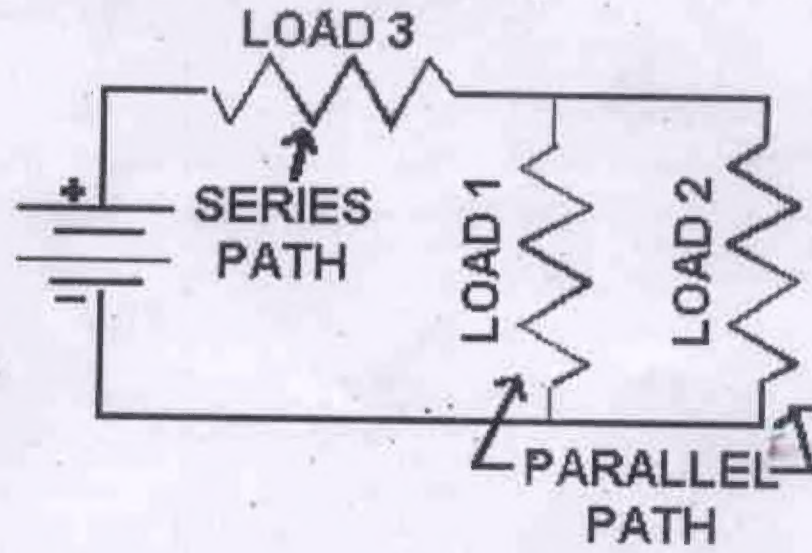 LOAD 3
+
SERIES
PATH
LOAD 1
LOAD 2
-
PARALLEL
PATH